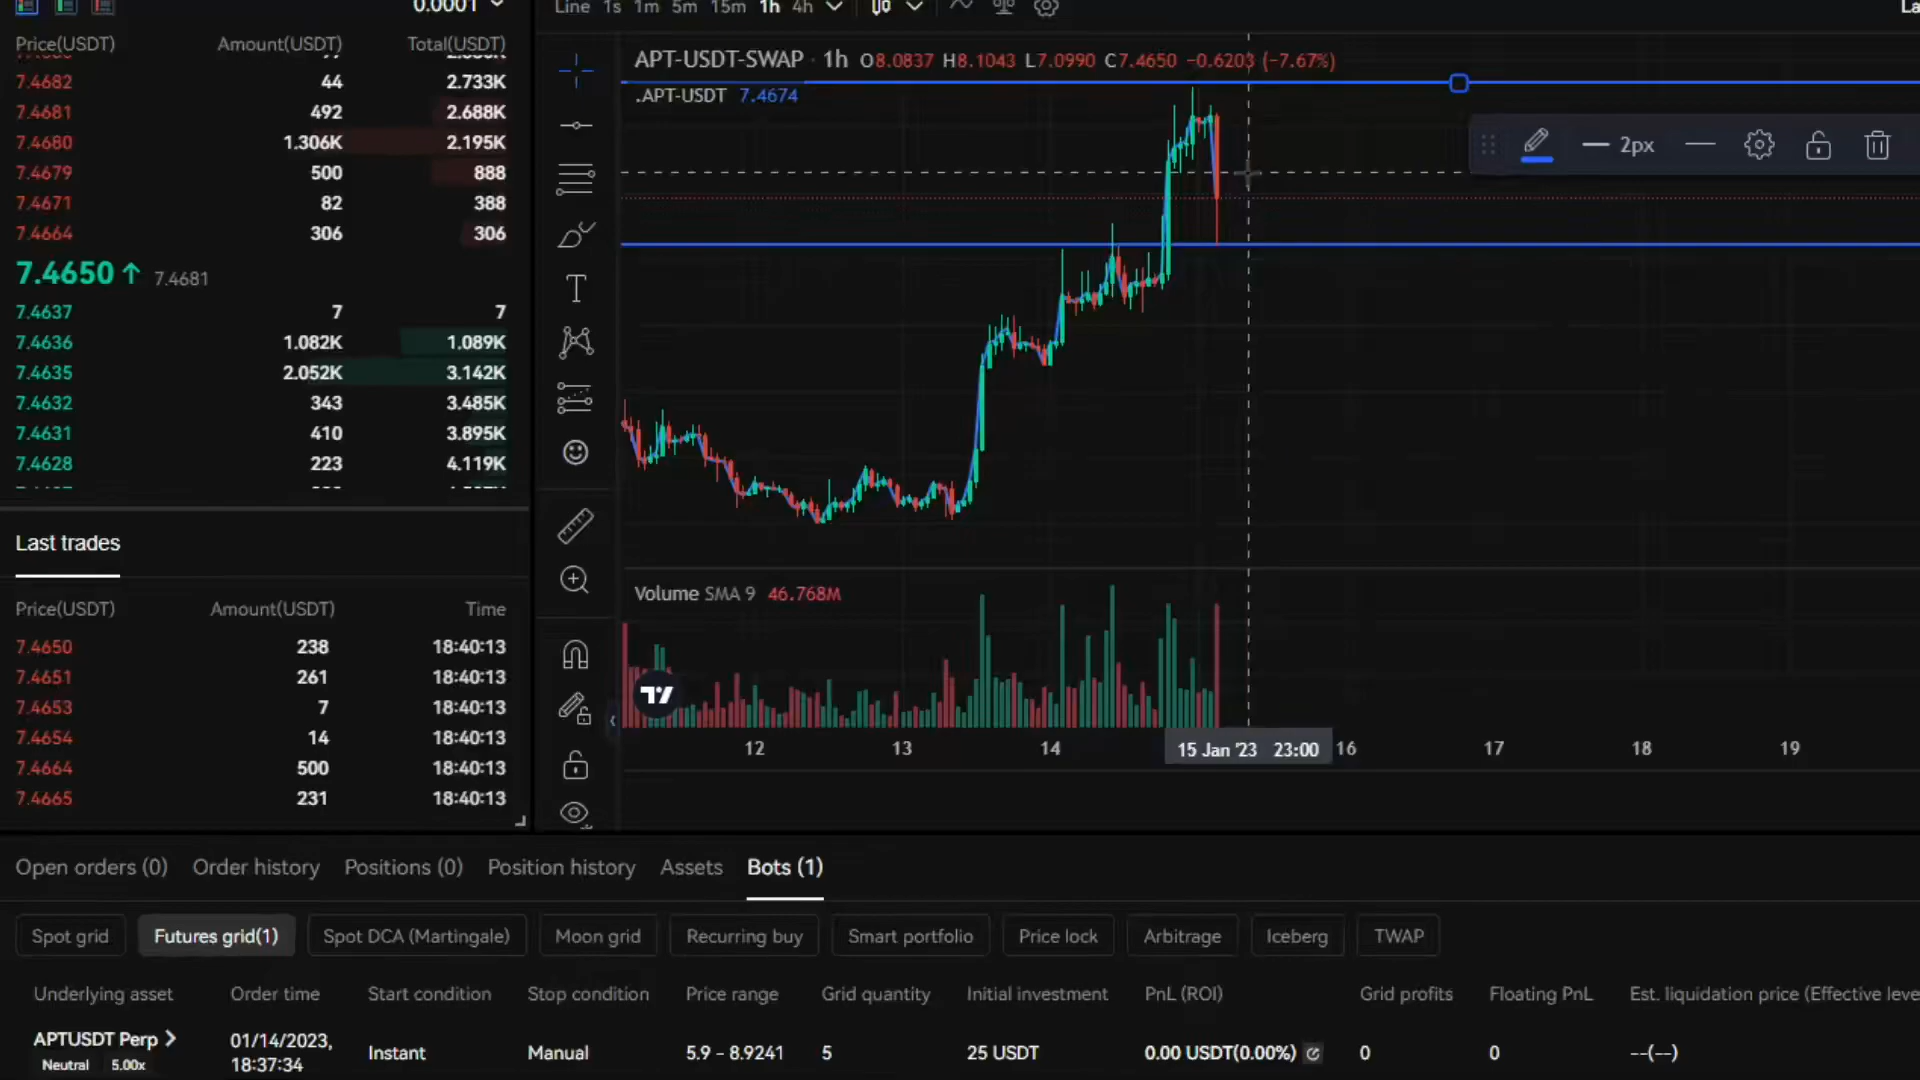 0.0001
Line 1s 1m 5m 15m 1h 4h
La
Price(USDT) Amount(USDT) Total(USDT)
7.4682 44 2.733K
7.4681 492 2.688K
7.4680 1.306K 2.195K
7.4679 500 888
7.4671 82 388
7.4664 306 306
7.4650↑ 7.4681
7.4637 7 7
7.4636 1.082K 1.089K
7.4635 2.052K 3.142K
7.4632 343 3.485K
7.4631 410 3.895K
7.4628 223 4.119K
Last trades
Price(USDT) Amount(USDT) Time
7.4650 238 18:40:13
7.4651 261 18:40:13
7.4653 7 18:40:13
7.4654 14 18:40:13
7.4664 500 18:40:13
7.4665 231 18:40:13
APT-USDT-SWAP · 1h O8.0837 H8.1043 L7.0990 C7.4650 −0.6203 (−7.67%)
.APT-USDT 7.4674
2px
Volume SMA 9 46.768M
12 13 14 15 Jan '23 23:00 16 17 18 19
Open orders (0) Order history Positions (0) Position history Assets Bots (1)
Spot grid Futures grid(1) Spot DCA (Martingale) Moon grid Recurring buy Smart portfolio Price lock Arbitrage Iceberg TWAP
Underlying asset Order time Start condition Stop condition Price range Grid quantity Initial investment PnL (ROI) Grid profits Floating PnL Est. liquidation price (Effective leve
APTUSDT Perp 01/14/2023, Instant Manual 5.9 - 8.9241 5 25 USDT 0.00 USDT(0.00%) 0 0 --(--)
Neutral 5.00x 18:37:34